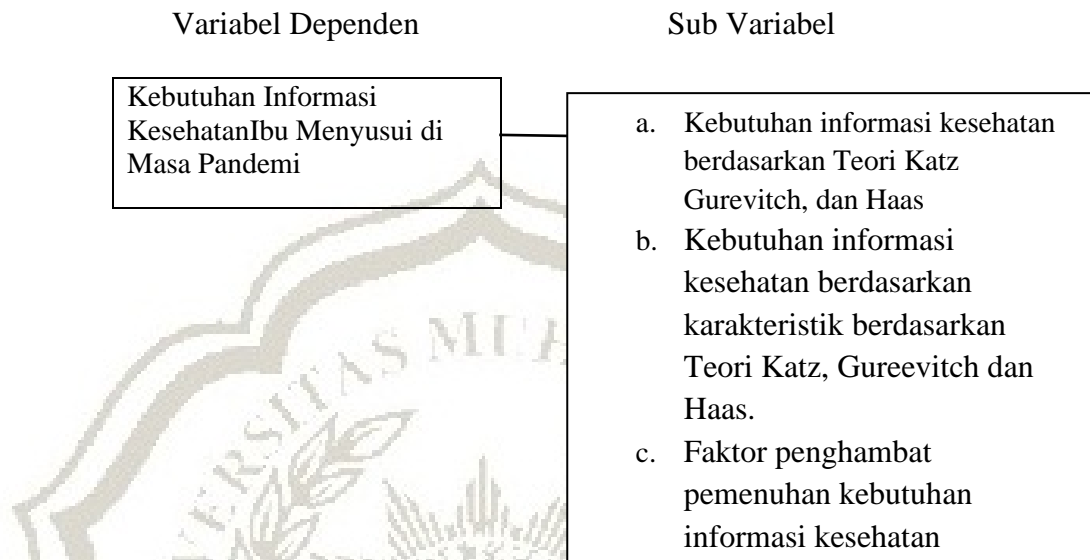 Variabel Dependen Sub Variabel
Kebutuhan Informasi
KesehatanIbu Menyusui di
Masa Pandemi
a. Kebutuhan informasi kesehatan
berdasarkan Teori Katz
Gurevitch, dan Haas
b. Kebutuhan informasi
kesehatan berdasarkan
karakteristik berdasarkan
Teori Katz, Gureevitch dan
Haas.
c. Faktor penghambat
pemenuhan kebutuhan
informasi kesehatan